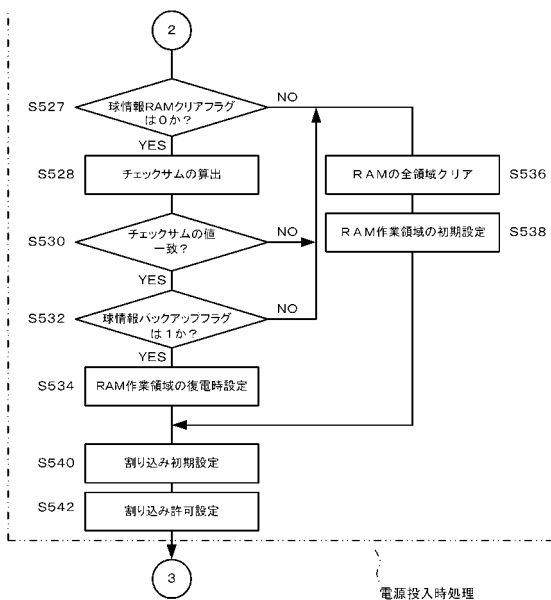 2
S527
球情報RAMクリアフラグ
は0か?
NO
YES
S528
チェックサムの算出
RAMの全領域クリア
S536
S530
チェックサムの値
一致?
NO
RAM作業領域の初期設定
S538
YES
S532
球情報バックアップフラグ
は1か?
NO
YES
S534
RAM作業領域の復電時設定
S540
割り込み初期設定
S542
割り込み許可設定
3
電源投入時処理